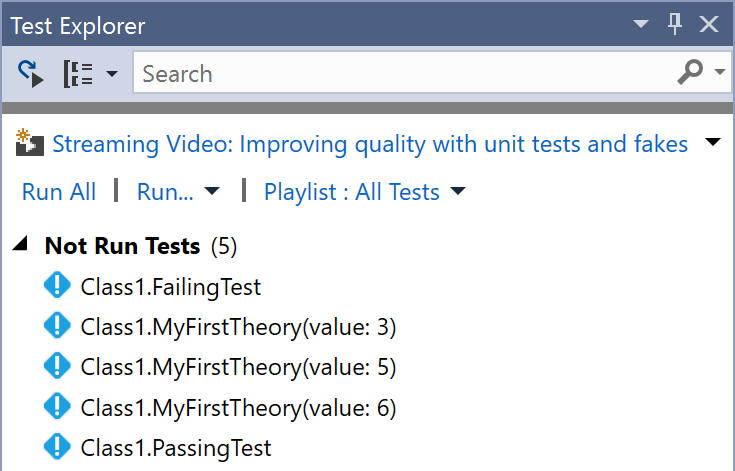 Test Explorer
Search
Streaming Video: Improving quality with unit tests and fakes
Run All | Run... | Playlist : All Tests
Not Run Tests (5)
Class1.FailingTest
Class1.MyFirstTheory(value: 3)
Class1.MyFirstTheory(value: 5)
Class1.MyFirstTheory(value: 6)
Class1.PassingTest